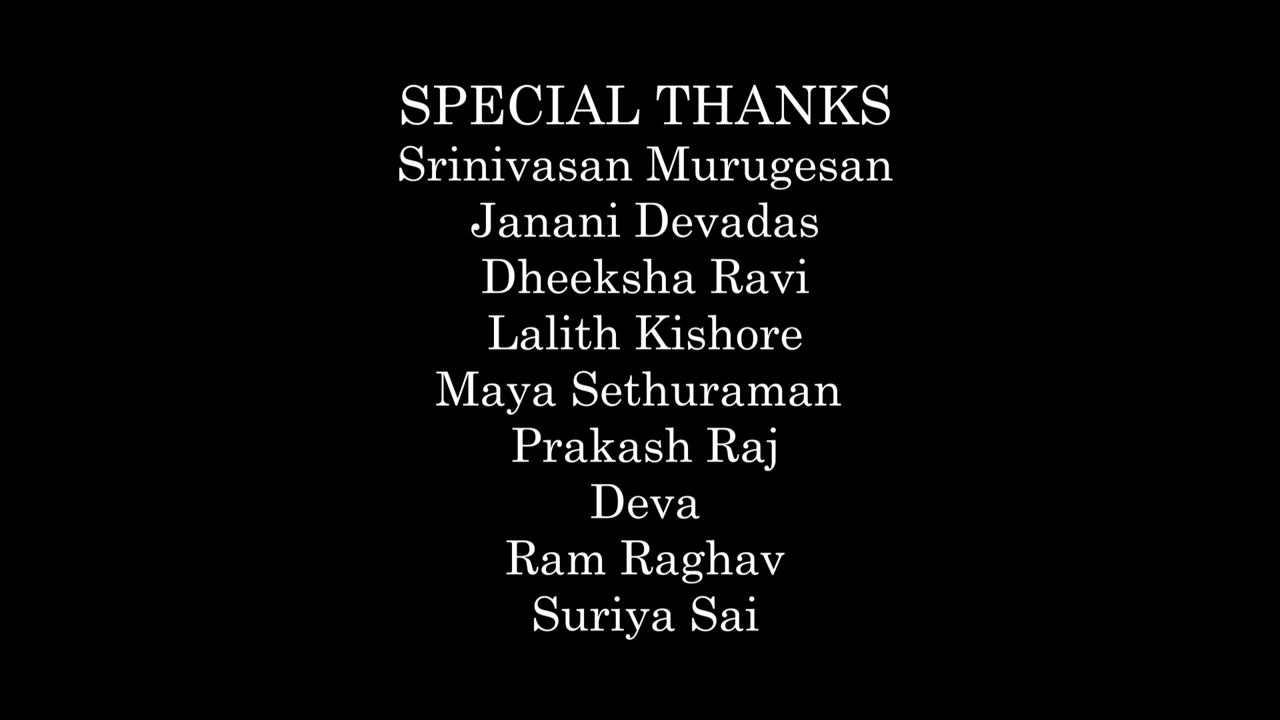 SPECIAL THANKS
Srinivasan Murugesan
Janani Devadas
Dheeksha Ravi
Lalith Kishore
Maya Sethuraman
Prakash Raj
Deva
Ram Raghav
Suriya Sai